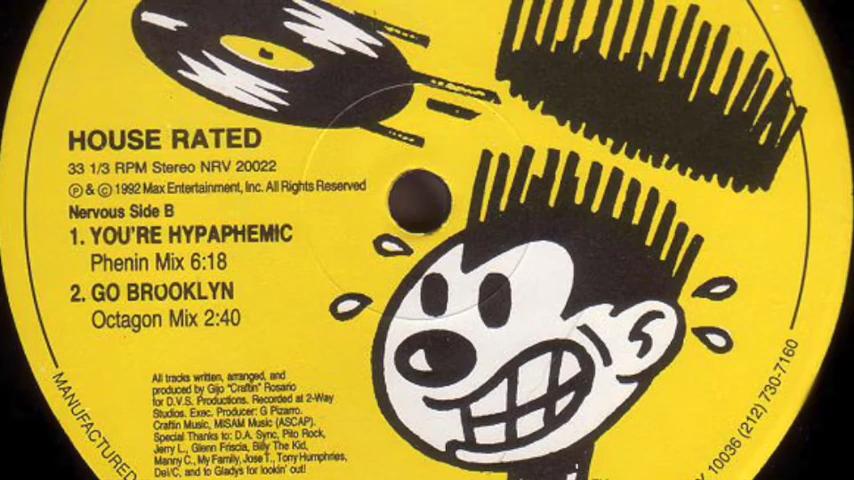 HOUSE RATED
33 1/3 RPM Stereo NRV 20022
Ⓟ & © 1992 Max Entertainment, Inc. All Rights Reserved
Nervous Side B
1. YOU'RE HYPAPHEMIC
Phenin Mix 6:18
2. GO BROOKLYN
Octagon Mix 2:40
All tracks written, arranged, and
produced by Gijo "Craftin" Rosario
for D.V.S. Productions. Recorded at 2-Way
Studios. Exec. Producer: G Pizarro.
Craftin Music, MISAM Music (ASCAP).
Special Thanks to: D.A. Sync, Pito Rock,
Jerry L., Glenn Friscia, Billy The Kid,
Manny C., My Family, Jose T., Tony Humphries,
Del/C, and to Gladys for lookin' out!
MANUFACTURED
10036 (212) 730-7160